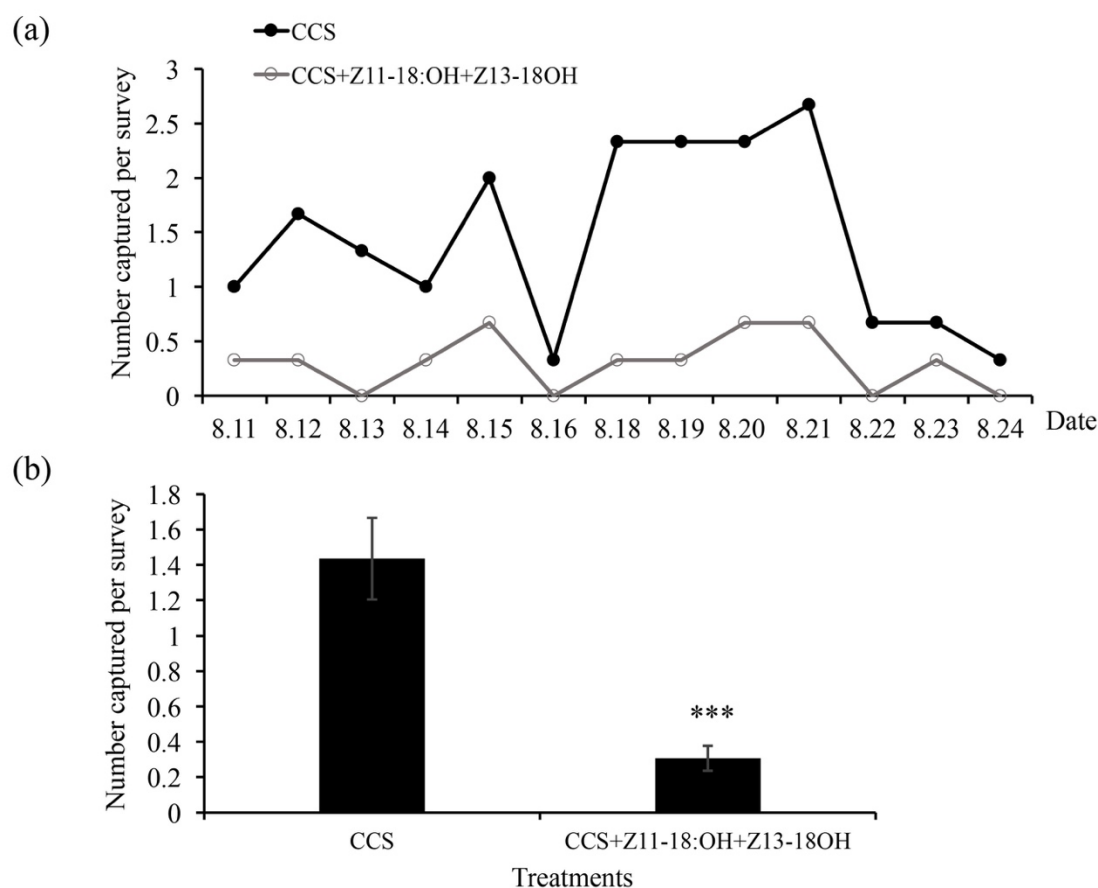 (a)
CCS
CCS+Z11-18:OH+Z13-18OH
Number captured per survey
3
2.5
2
1.5
1
0.5
0
8.11 8.12 8.13 8.14 8.15 8.16 8.18 8.19 8.20 8.21 8.22 8.23 8.24 Date
(b)
Number captured per survey
1.8
1.6
1.4
1.2
1
0.8
0.6
0.4
0.2
0
***
CCS CCS+Z11-18:OH+Z13-18OH
Treatments